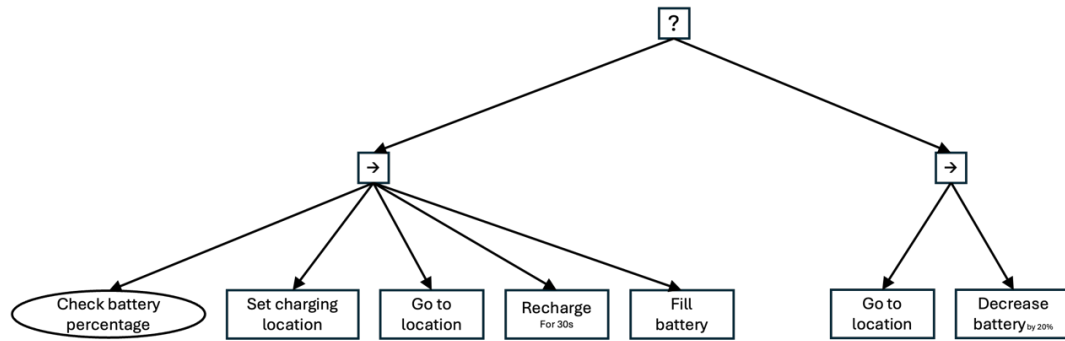 ?
→
→
Check battery
percentage
Set charging
location
Go to
location
Recharge
For 30s
Fill
battery
Go to
location
Decrease
battery by 20%